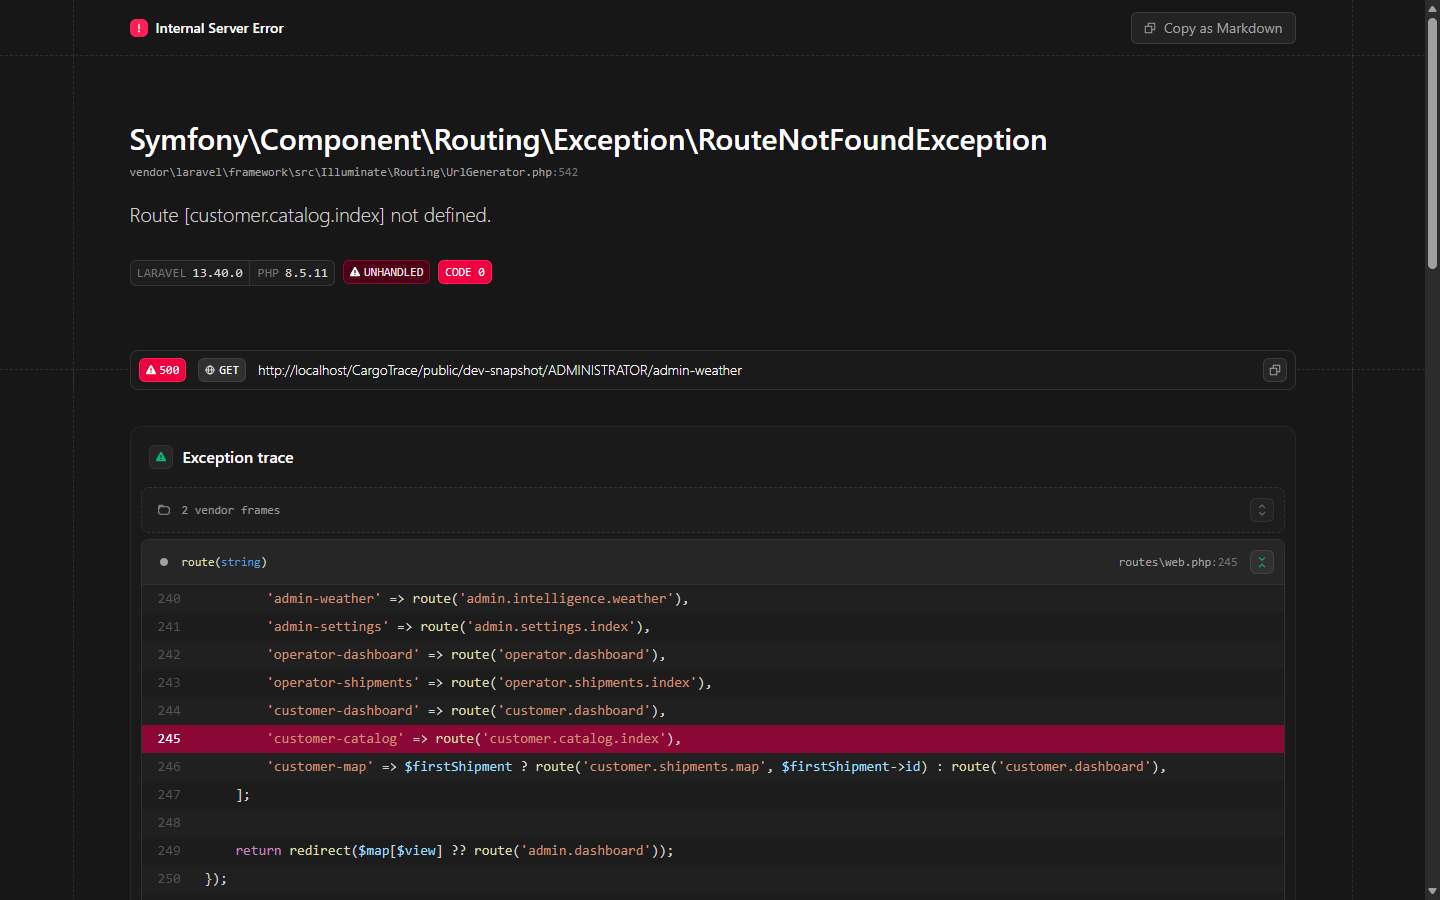 ! Internal Server Error
Copy as Markdown
Symfony\Component\Routing\Exception\RouteNotFoundException
vendor\laravel\framework\src\Illuminate\Routing\UrlGenerator.php:542
Route [customer.catalog.index] not defined.
LARAVEL 13.40.0 PHP 8.5.11 UNHANDLED CODE 0
500 GET http://localhost/CargoTrace/public/dev-snapshot/ADMINISTRATOR/admin-weather
Exception trace
2 vendor frames
route(string) routes\web.php:245
240 'admin-weather' => route('admin.intelligence.weather'),
241 'admin-settings' => route('admin.settings.index'),
242 'operator-dashboard' => route('operator.dashboard'),
243 'operator-shipments' => route('operator.shipments.index'),
244 'customer-dashboard' => route('customer.dashboard'),
245 'customer-catalog' => route('customer.catalog.index'),
246 'customer-map' => $firstShipment ? route('customer.shipments.map', $firstShipment->id) : route('customer.dashboard'),
247 ];
248
249 return redirect($map[$view] ?? route('admin.dashboard'));
250 });